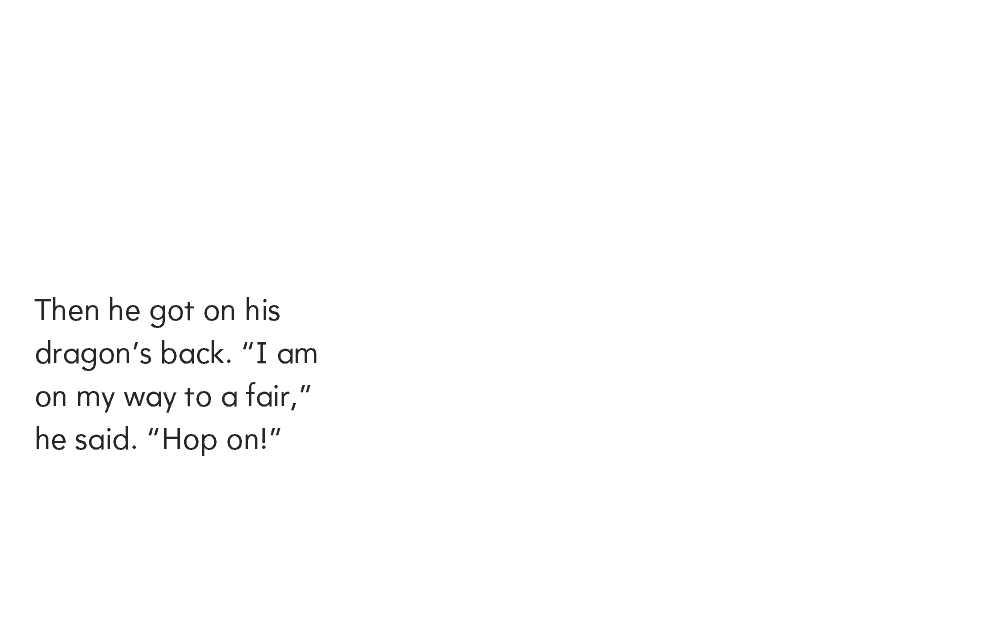 Then he got on his
dragon’s back. “I am
on my way to a fair,”
he said. “Hop on!”